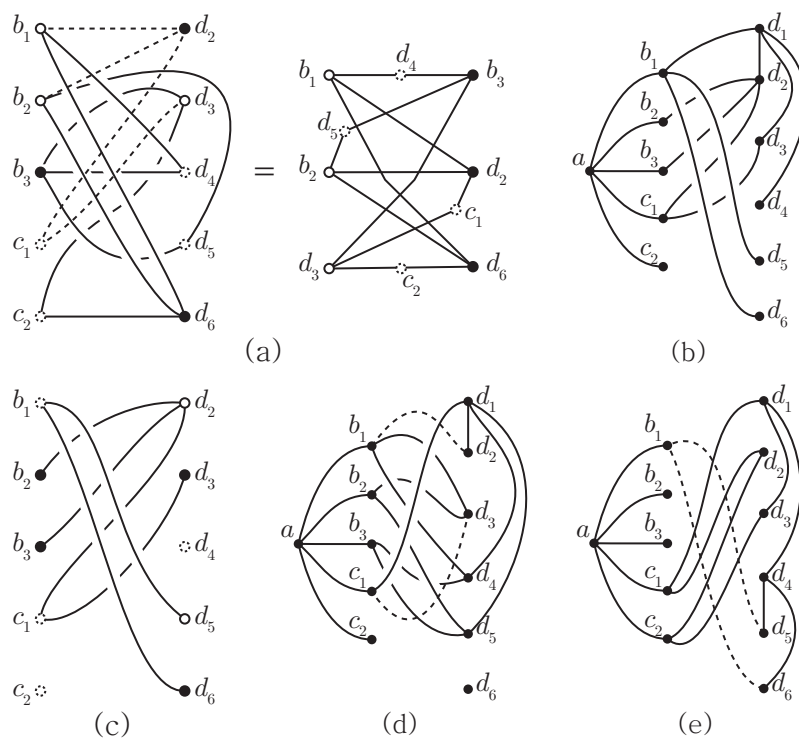 b₁ d₂
b₂ d₃
b₃ d₄
c₁ d₅
c₂ d₆
=
b₁ d₄ b₃
d₅
b₂ d₂
c₁
d₃ c₂ d₆
(a)
d₁
b₁ d₂
b₂
d₃
a b₃
c₁ d₄
c₂ d₅
d₆
(b)
b₁ d₂
b₂ d₃
b₃ d₄
c₁ d₅
c₂ d₆
(c)
d₁
b₁ d₂
b₂
d₃
a b₃
c₁ d₄
c₂ d₅
d₆
(d)
d₁
b₁ d₂
b₂
d₃
a b₃
c₁ d₄
c₂ d₅
d₆
(e)